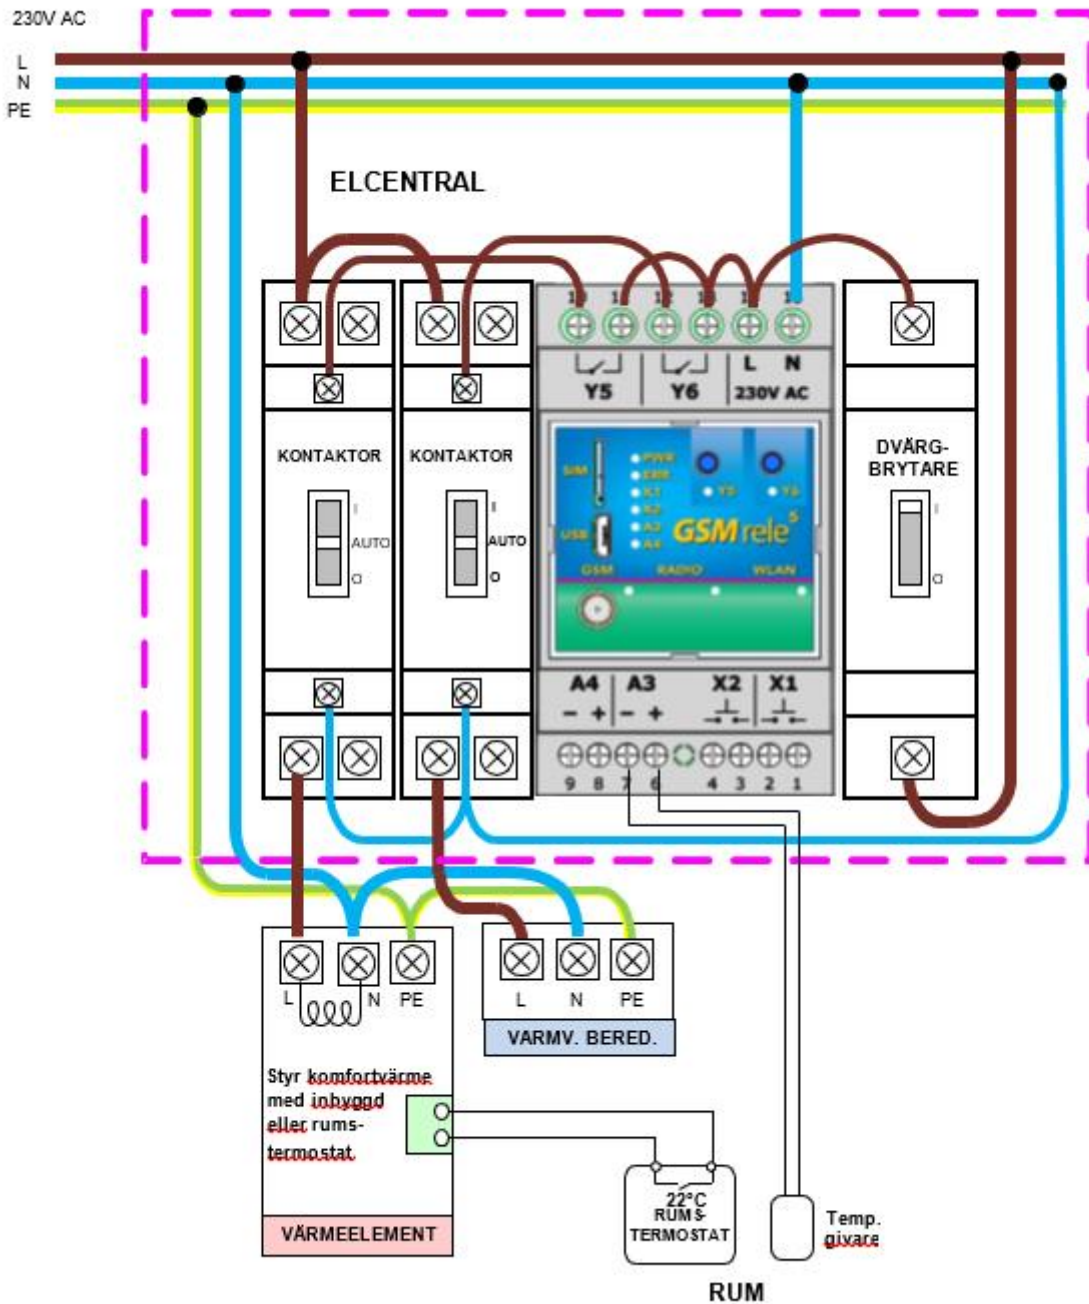 230V AC
L
N
PE
ELCENTRAL
Y5
Y6
L N
230V AC
KONTAKTOR
KONTAKTOR
I
AUTO
O
I
AUTO
O
SIM
USB
PWR
ERR
X1
X2
A3
A4
Y5
Y6
GSM rele 5
GSM RADIO WLAN
DVÄRG-
BRYTARE
I
O
A4 A3 X2 X1
- + - +
9 8 7 6 4 3 2 1
L N PE
L N PE
VARMV. BERED.
Styr komfortvärme
med inbyggd
eller rums-
termostat
VÄRMEELEMENT
22°C
RUMS-
TERMOSTAT
Temp.
givare
RUM